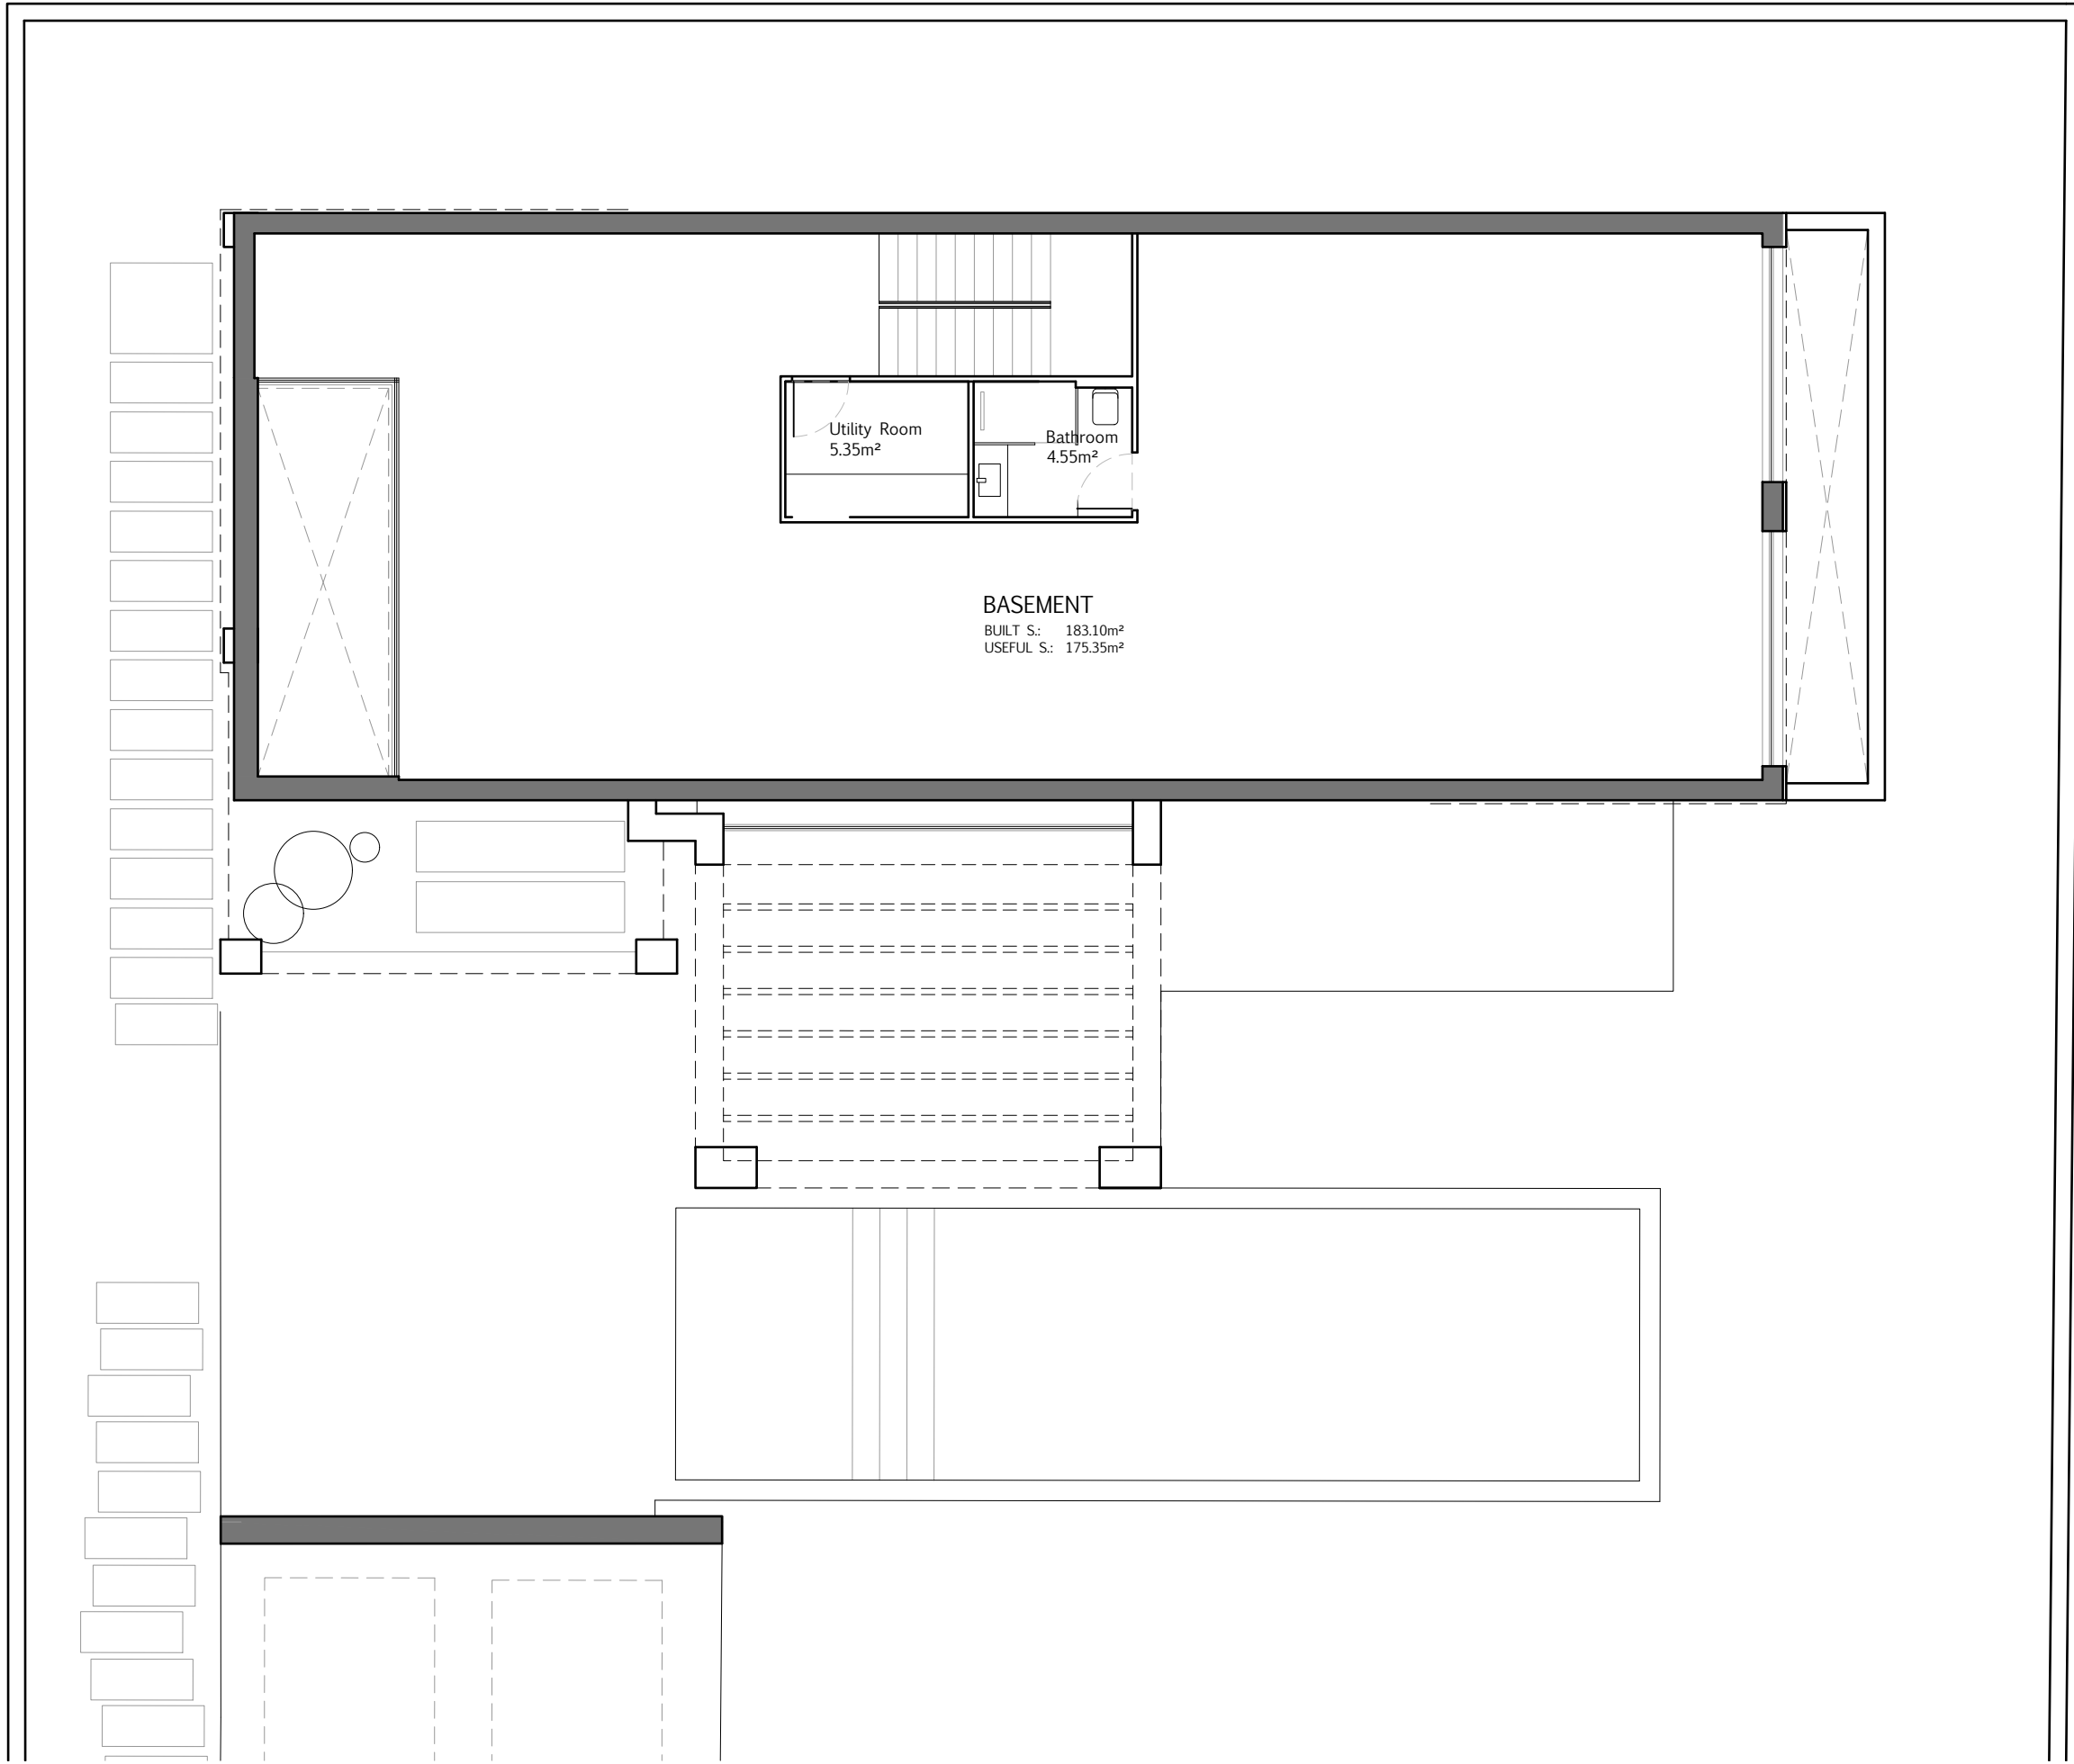 Utility Room
5.35m²
Bathroom
4.55m²
BASEMENT
BUILT S.: 183.10m²
USEFUL S.: 175.35m²